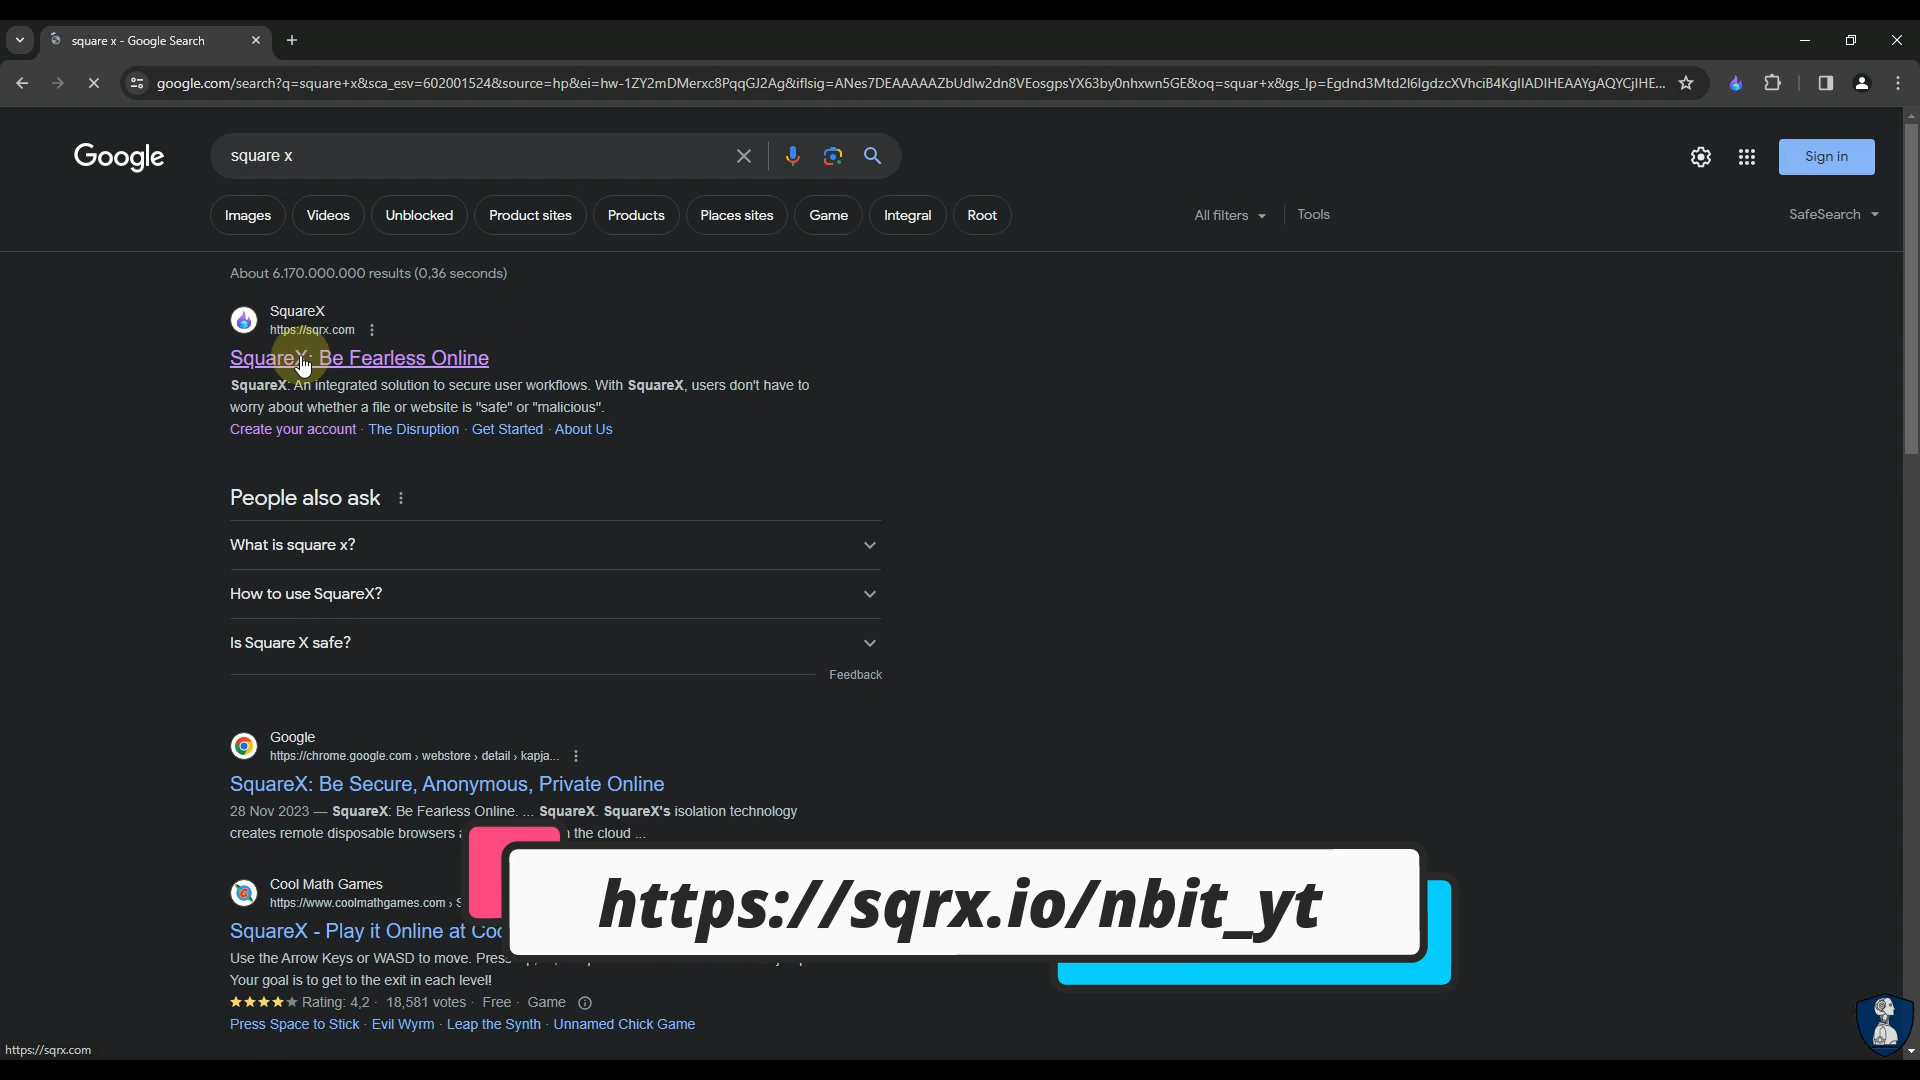 square x - Google Search
google.com/search?q=square+x&sca_esv=602001524&source=hp&ei=hw-1ZY2mDMerxc8PqqGJ2Ag&iflsig=ANes7DEAAAAAZbUdlw2dn8VEosgpsYX63by0nhxwn5GE&oq=squar+x&gs_lp=Egdnd3Mtd2l6IgdzcXVhciB4KgIIADIHEAAYgAQYCjIHE...
Google
square x
Sign in
Images
Videos
Unblocked
Product sites
Products
Places sites
Game
Integral
Root
All filters
Tools
SafeSearch
About 6.170.000.000 results (0,36 seconds)
SquareX
https://sqrx.com
SquareX: Be Fearless Online
SquareX: An integrated solution to secure user workflows. With SquareX, users don't have to
worry about whether a file or website is "safe" or "malicious".
Create your account · The Disruption · Get Started · About Us
People also ask
What is square x?
How to use SquareX?
Is Square X safe?
Feedback
Google
https://chrome.google.com › webstore › detail › kapja...
SquareX: Be Secure, Anonymous, Private Online
28 Nov 2023 — SquareX: Be Fearless Online. ... SquareX. SquareX's isolation technology
creates remote disposable browsers the cloud ...
Cool Math Games
https://www.coolmathgames.com ›
SquareX - Play it Online at
Use the Arrow Keys or WASD to move.
Your goal is to get to the exit in each level!
Rating: 4,2 · 18,581 votes · Free · Game
Press Space to Stick · Evil Wyrm · Leap the Synth · Unnamed Chick Game
https://sqrx.io/nbit_yt
https://sqrx.com